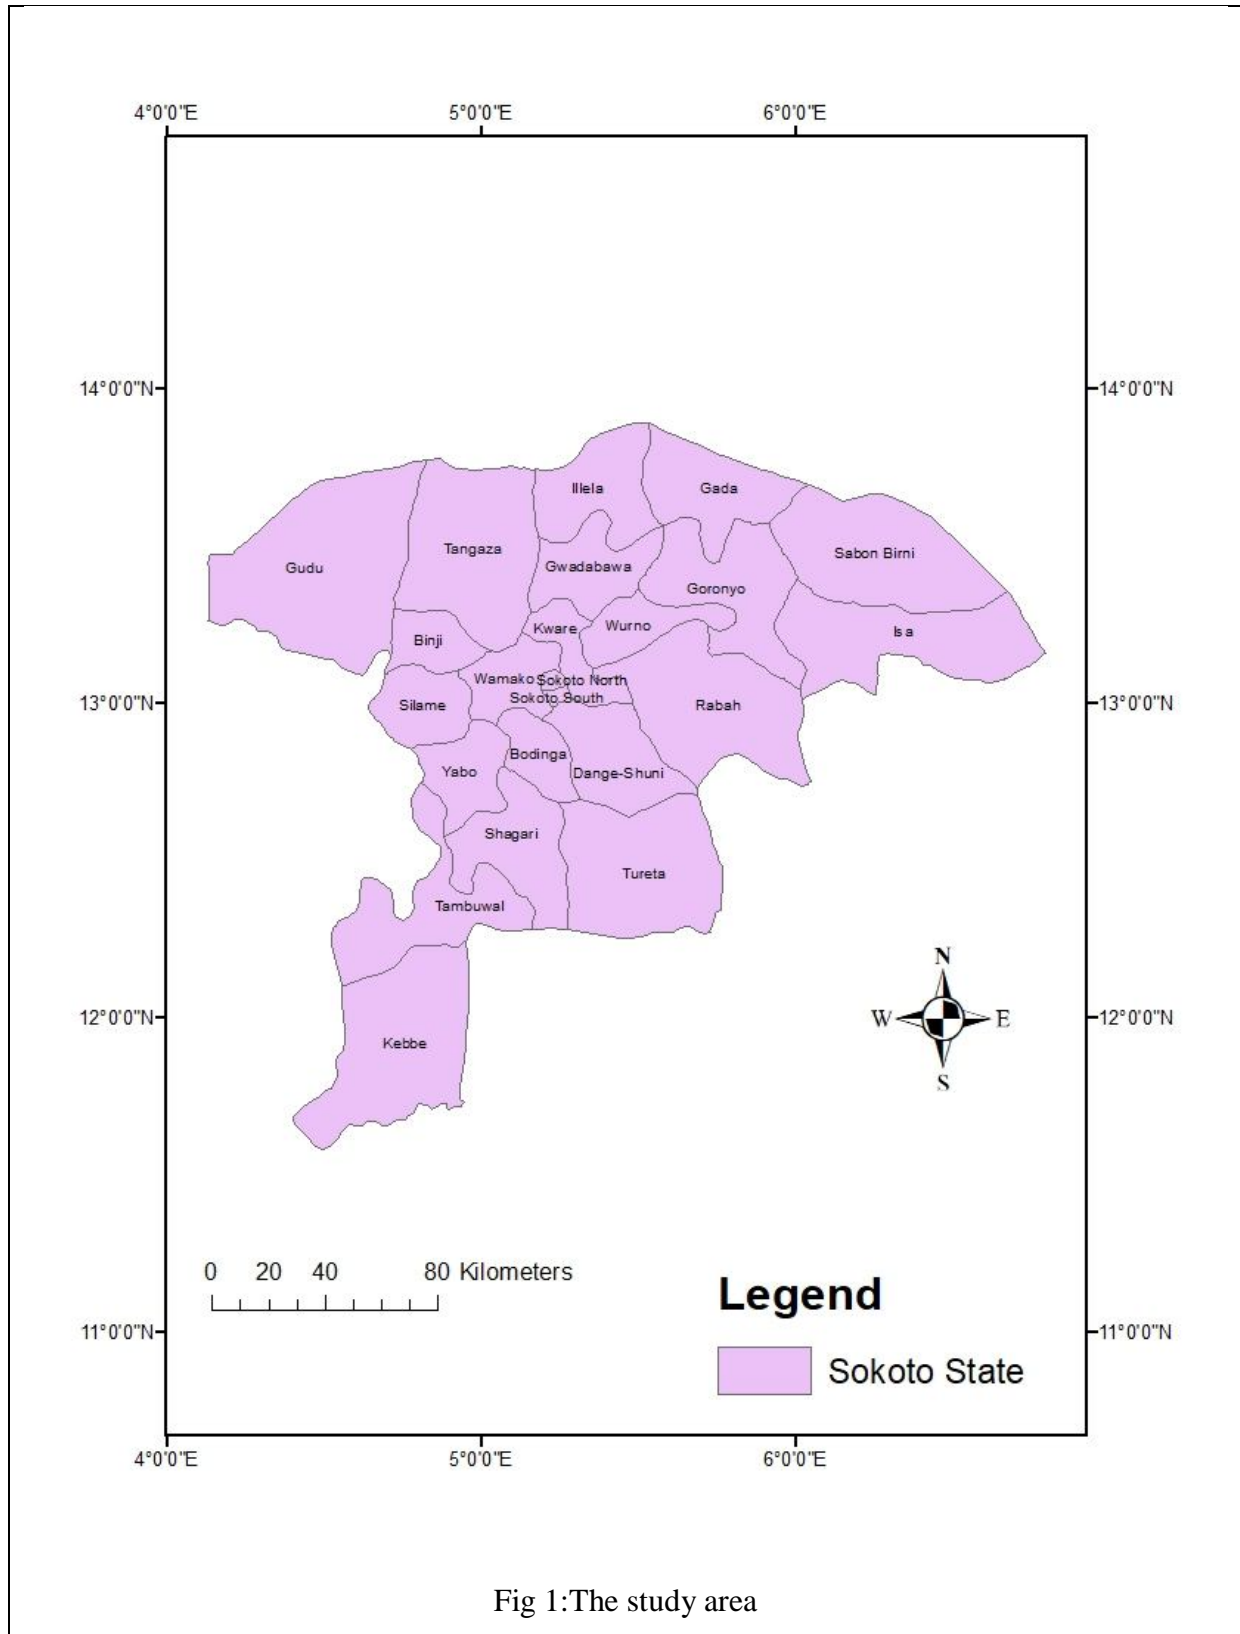 4°0'0"E 5°0'0"E 6°0'0"E
14°0'0"N 14°0'0"N
Illela Gada
Tangaza Sabon Birni
Gudu Gwadabawa
Goronyo
Kware Wurno Isa
Binji
Wamako Sokoto North
Sokoto South
Silame Rabah
13°0'0"N 13°0'0"N
Bodinga
Yabo Dange-Shuni
Shagari
Tureta
Tambuwal
N
W E
S
12°0'0"N 12°0'0"N
Kebbe
0 20 40 80 Kilometers
Legend
Sokoto State
11°0'0"N 11°0'0"N
4°0'0"E 5°0'0"E 6°0'0"E
Fig 1:The study area